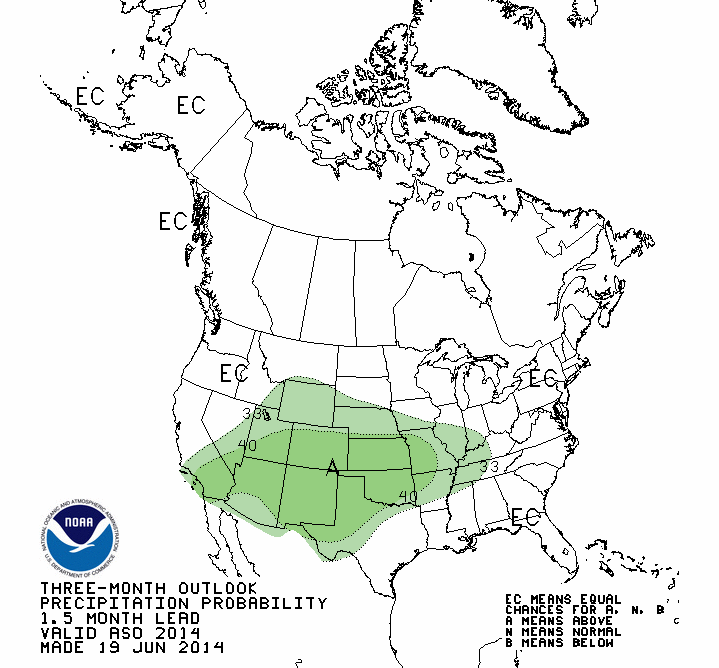 EC
EC
EC
EC
EC
33
40
A
33
40
EC
NATIONAL OCEANIC AND ATMOSPHERIC ADMINISTRATION
NOAA
U.S. DEPARTMENT OF COMMERCE
THREE-MONTH OUTLOOK
PRECIPITATION PROBABILITY
1.5 MONTH LEAD
VALID ASO 2014
MADE 19 JUN 2014
EC MEANS EQUAL
CHANCES FOR A, N, B
A MEANS ABOVE
N MEANS NORMAL
B MEANS BELOW